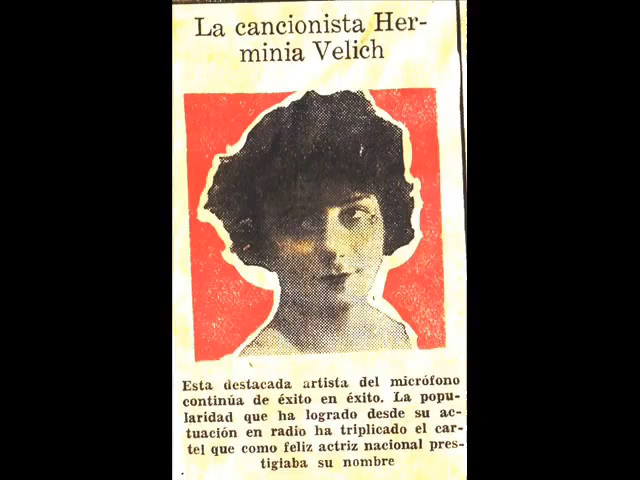 La cancionista Her-
minia Velich
Esta destacada artista del micrófono
continúa de éxito en éxito. La popu-
laridad que ha logrado desde su ac-
tuación en radio ha triplicado el car-
tel que como feliz actriz nacional pres-
tigiaba su nombre